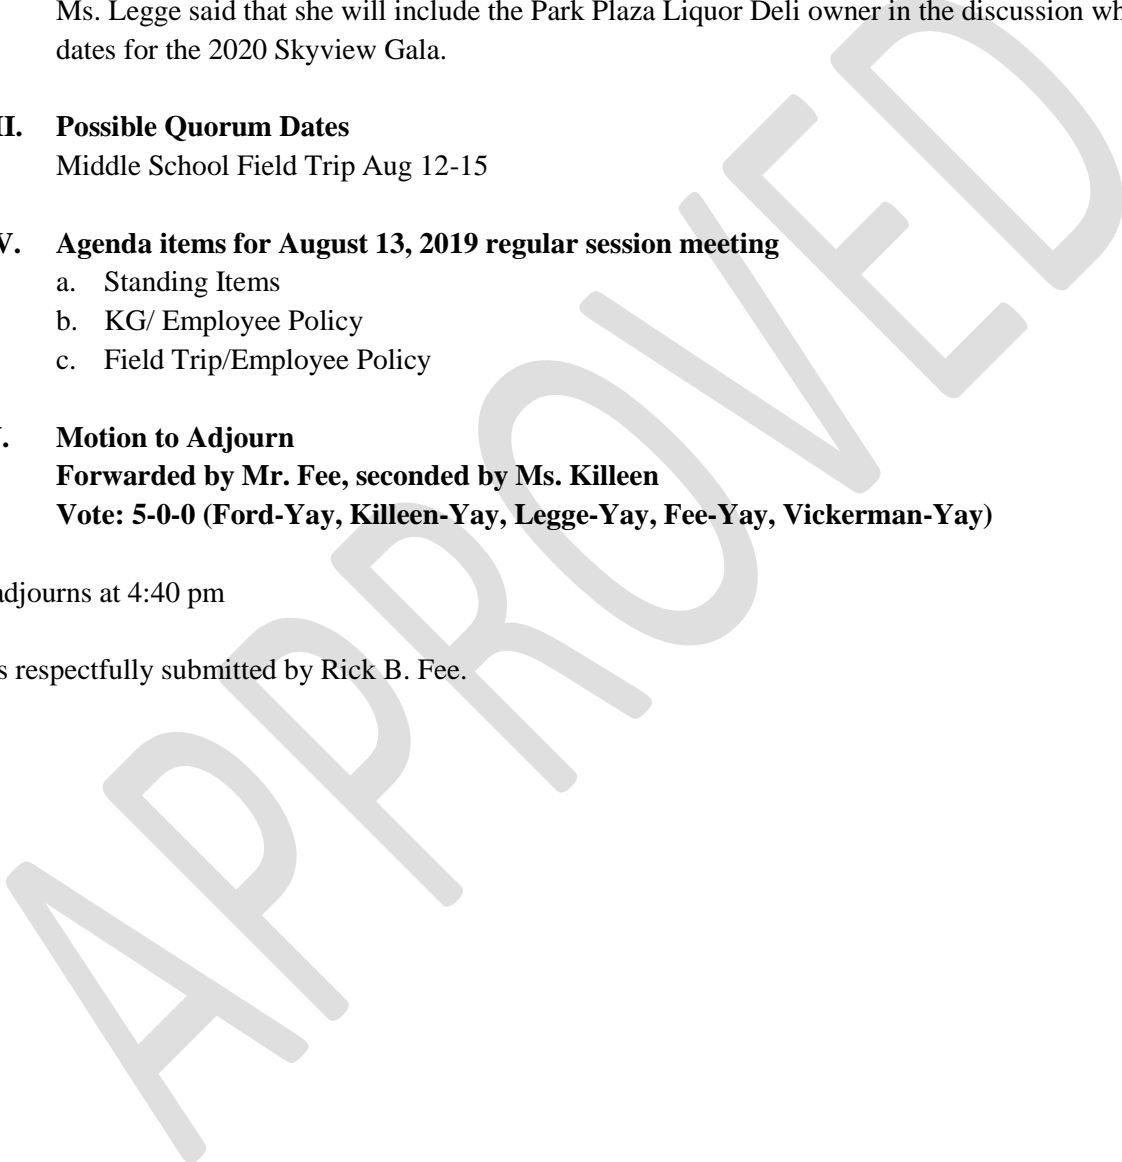 Ms. Legge said that she will include the Park Plaza Liquor Deli owner in the discussion wh
dates for the 2020 Skyview Gala.
II. Possible Quorum Dates
Middle School Field Trip Aug 12-15
V. Agenda items for August 13, 2019 regular session meeting
a. Standing Items
b. KG/ Employee Policy
c. Field Trip/Employee Policy
. Motion to Adjourn
Forwarded by Mr. Fee, seconded by Ms. Killeen
Vote: 5-0-0 (Ford-Yay, Killeen-Yay, Legge-Yay, Fee-Yay, Vickerman-Yay)
adjourns at 4:40 pm
s respectfully submitted by Rick B. Fee.
APPROVED